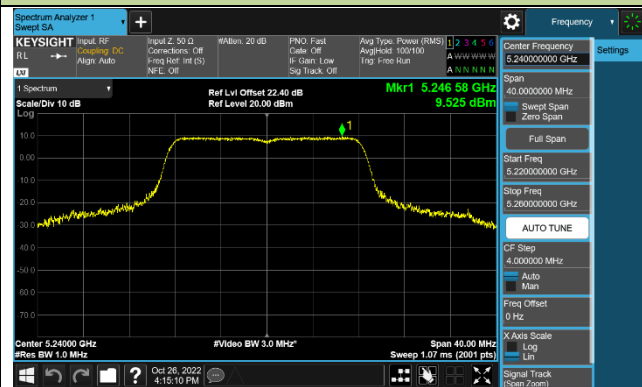 Spectrum Analyzer 1
Swept SA
Frequency
KEYSIGHT
RL
LXI
Input: RF
Coupling: DC
Align: Auto
Input Z: 50 Ω
Corrections: Off
Freq Ref: Int (S)
NFE: Off
#Atten: 20 dB
PNO: Fast
Gate: Off
IF Gain: Low
Sig Track: Off
Avg Type: Power (RMS)
Avg|Hold: 100/100
Trig: Free Run
1 2 3 4 5 6
A W W W W W
A N N N N N
1 Spectrum
Scale/Div 10 dB
Log
Ref Lvl Offset 22.40 dB
Ref Level 20.00 dBm
Mkr1 5.246 58 GHz
9.525 dBm
1
10.0
0.00
-10.0
-20.0
-30.0
-40.0
-50.0
-60.0
-70.0
Center 5.24000 GHz
#Res BW 1.0 MHz
#Video BW 3.0 MHz*
Span 40.00 MHz
Sweep 1.07 ms (2001 pts)
Oct 26, 2022
4:15:10 PM
Center Frequency
5.240000000 GHz
Settings
Span
40.0000000 MHz
Swept Span
Zero Span
Full Span
Start Freq
5.220000000 GHz
Stop Freq
5.260000000 GHz
AUTO TUNE
CF Step
4.000000 MHz
Auto
Man
Freq Offset
0 Hz
X Axis Scale
Log
Lin
Signal Track
(Span Zoom)